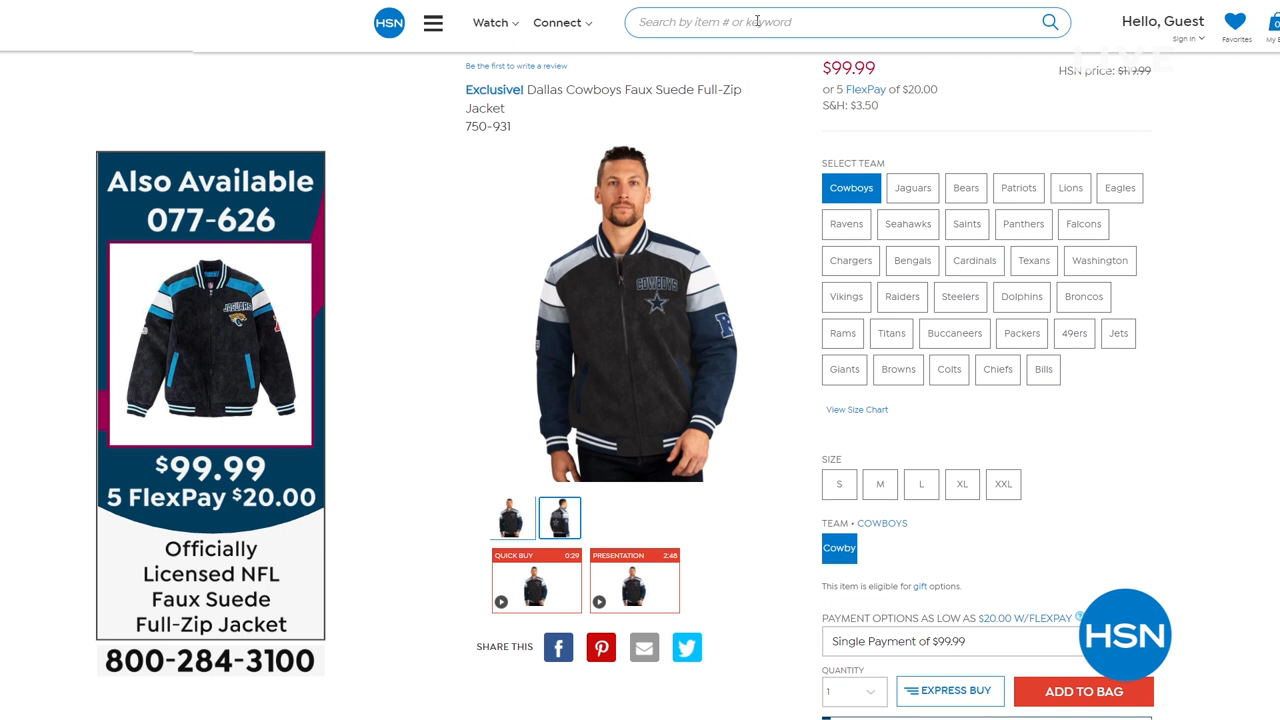 HSN
Watch
Connect
Search by item # or keyword
Hello, Guest
Sign In
Favorites
0
LIVE
Be the first to write a review
Exclusive! Dallas Cowboys Faux Suede Full-Zip
Jacket
750-931
$99.99
HSN price: $119.99
or 5 FlexPay of $20.00
S&H: $3.50
Also Available
077-626
JAGUARS
$99.99
5 FlexPay $20.00
Officially
Licensed NFL
Faux Suede
Full-Zip Jacket
800-284-3100
COWBOYS
QUICK BUY 0:29
PRESENTATION 2:48
SHARE THIS
SELECT TEAM
Cowboys Jaguars Bears Patriots Lions Eagles
Ravens Seahawks Saints Panthers Falcons
Chargers Bengals Cardinals Texans Washington
Vikings Raiders Steelers Dolphins Broncos
Rams Titans Buccaneers Packers 49ers Jets
Giants Browns Colts Chiefs Bills
View Size Chart
SIZE
S M L XL XXL
TEAM • COWBOYS
Cowby
This item is eligible for gift options.
PAYMENT OPTIONS AS LOW AS $20.00 W/FLEXPAY
Single Payment of $99.99
QUANTITY
1
EXPRESS BUY
ADD TO BAG
HSN